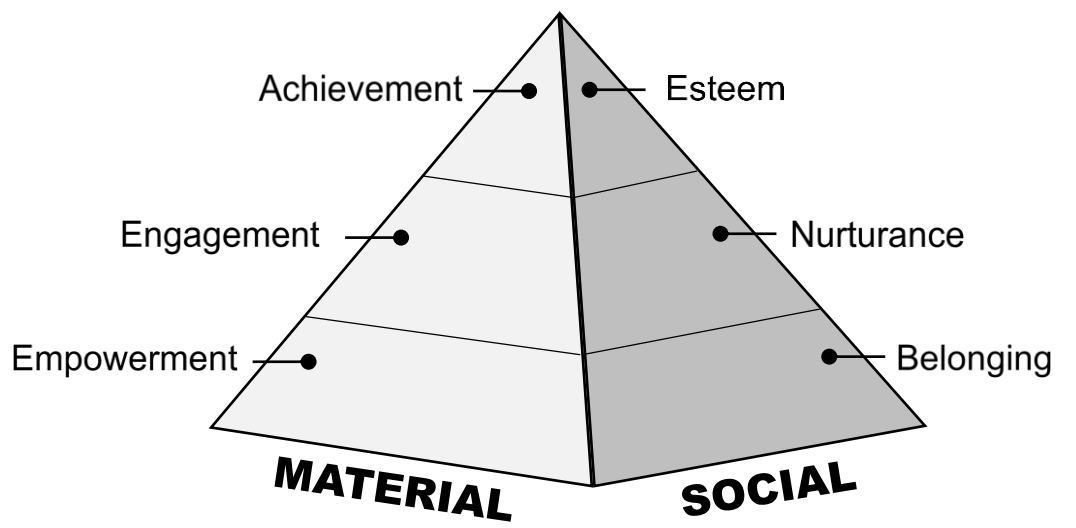 Achievement
Esteem
Engagement
Nurturance
Empowerment
Belonging
MATERIAL
SOCIAL